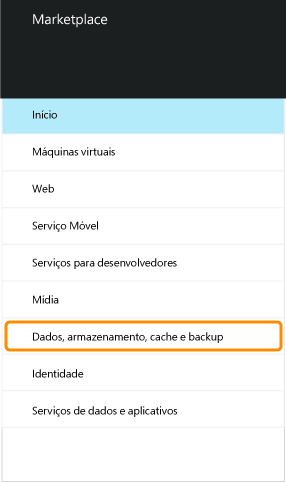 Marketplace
Início
Máquinas virtuais
Web
Serviço Móvel
Serviços para desenvolvedores
Mídia
Dados, armazenamento, cache e backup
Identidade
Serviços de dados e aplicativos